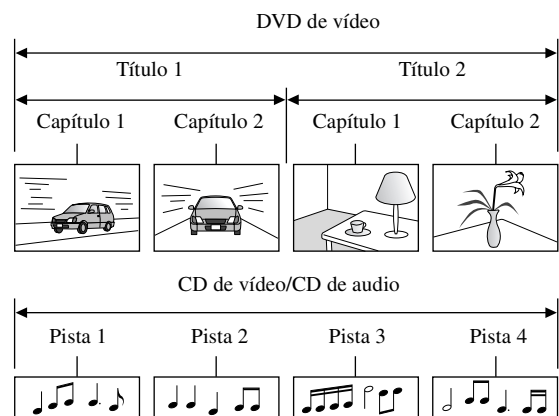 DVD de vídeo
Título 1 Título 2
Capítulo 1 Capítulo 2 Capítulo 1 Capítulo 2
CD de vídeo/CD de audio
Pista 1 Pista 2 Pista 3 Pista 4